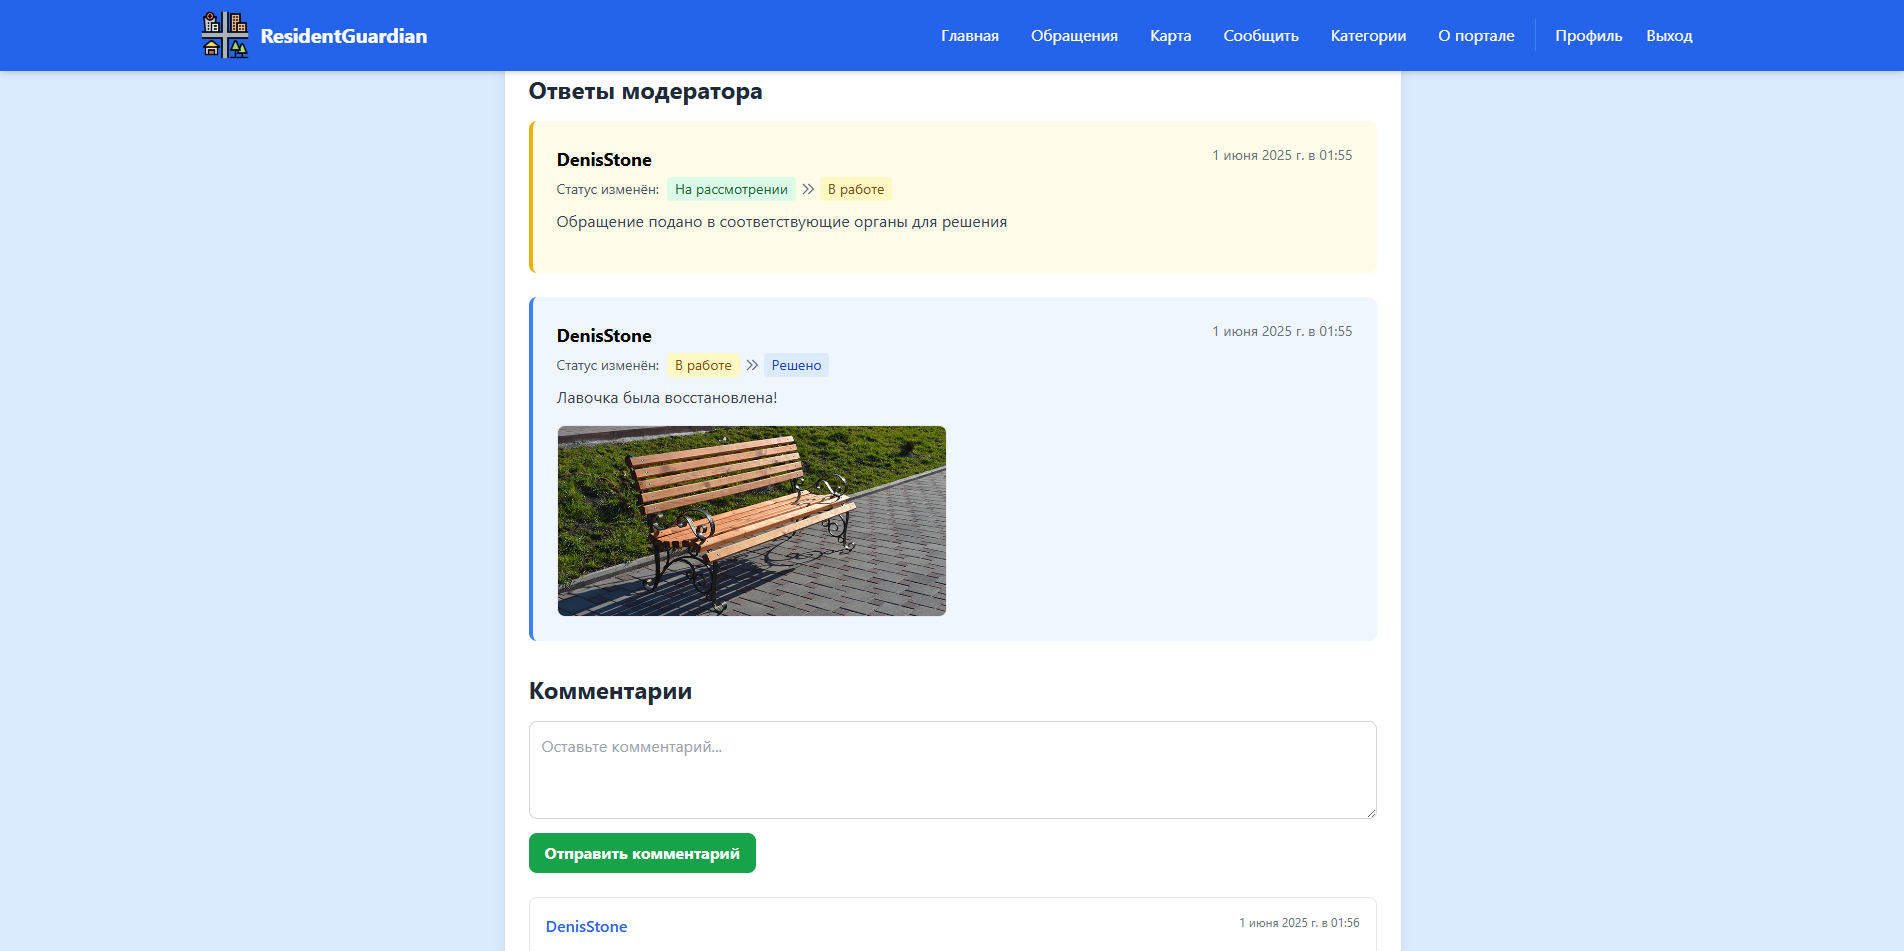 ResidentGuardian
Главная Обращения Карта Сообщить Категории О портале Профиль Выход
Ответы модератора
DenisStone 1 июня 2025 г. в 01:55
Статус изменён: На рассмотрении В работе
Обращение подано в соответствующие органы для решения
DenisStone 1 июня 2025 г. в 01:55
Статус изменён: В работе Решено
Лавочка была восстановлена!
Комментарии
Оставьте комментарий...
Отправить комментарий
DenisStone 1 июня 2025 г. в 01:56